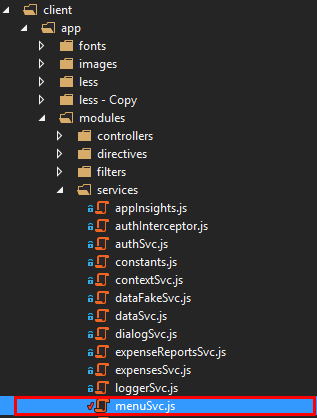 client
app
fonts
images
less
less - Copy
modules
controllers
directives
filters
services
appInsights.js
authInterceptor.js
authSvc.js
constants.js
contextSvc.js
dataFakeSvc.js
dataSvc.js
dialogSvc.js
expenseReportsSvc.js
expensesSvc.js
loggerSvc.js
menuSvc.js